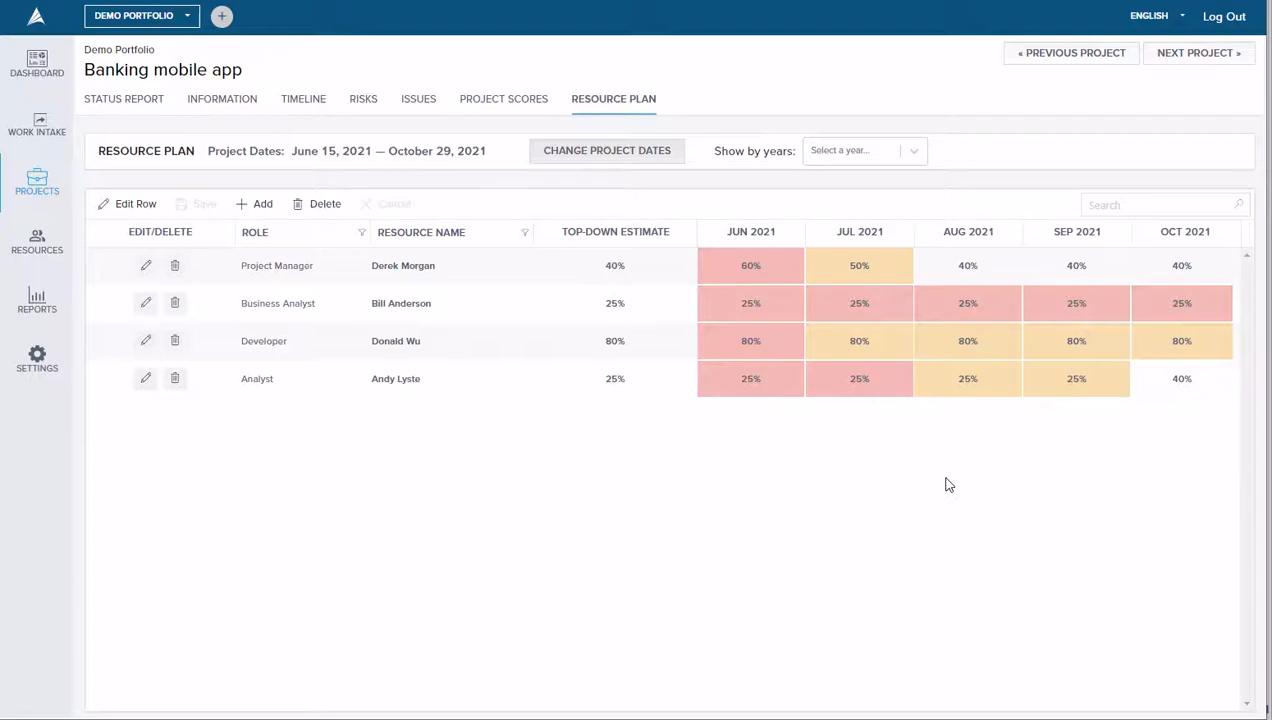 DEMO PORTFOLIO
ENGLISH
Log Out
DASHBOARD
WORK INTAKE
PROJECTS
RESOURCES
REPORTS
SETTINGS
Demo Portfolio
Banking mobile app
« PREVIOUS PROJECT NEXT PROJECT »
STATUS REPORT INFORMATION TIMELINE RISKS ISSUES PROJECT SCORES RESOURCE PLAN
RESOURCE PLAN Project Dates: June 15, 2021 — October 29, 2021 CHANGE PROJECT DATES Show by years: Select a year...
Edit Row Save Add Delete Cancel Search
EDIT/DELETE ROLE RESOURCE NAME TOP-DOWN ESTIMATE JUN 2021 JUL 2021 AUG 2021 SEP 2021 OCT 2021
Project Manager Derek Morgan 40% 60% 50% 40% 40% 40%
Business Analyst Bill Anderson 25% 25% 25% 25% 25% 25%
Developer Donald Wu 80% 80% 80% 80% 80% 80%
Analyst Andy Lyste 25% 25% 25% 25% 25% 40%